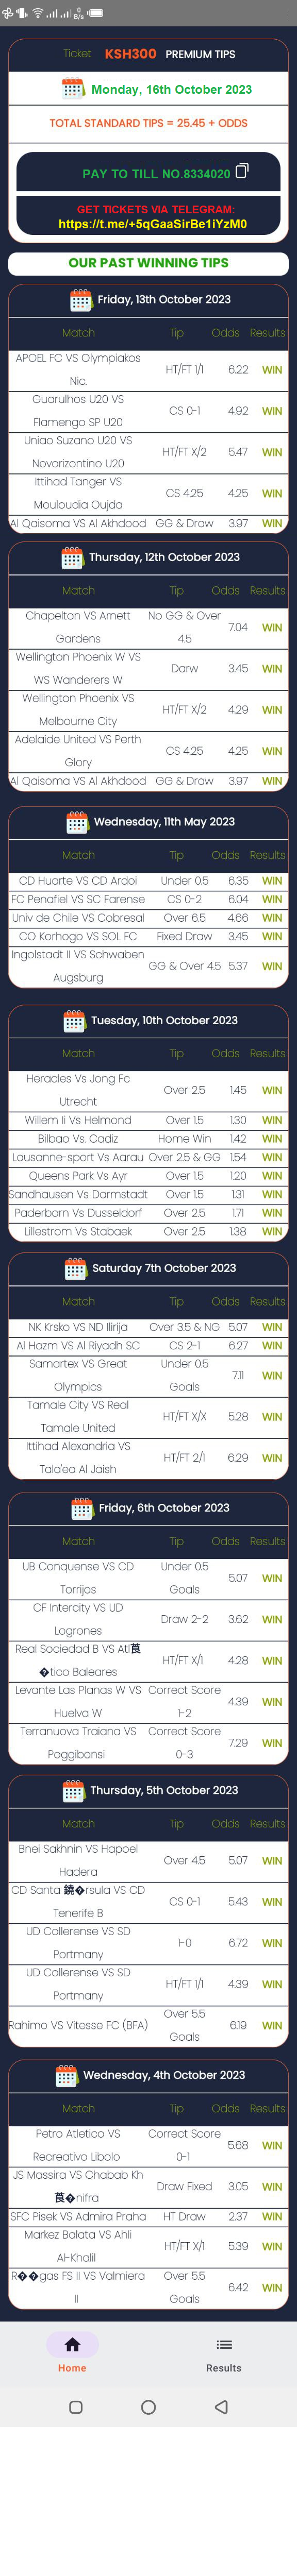 0
B/s
Ticket KSH300 PREMIUM TIPS
Monday, 16th October 2023
TOTAL STANDARD TIPS = 25.45 + ODDS
PAY TO TILL NO.8334020
GET TICKETS VIA TELEGRAM:
https://t.me/+5qGaaSirBe1iYzM0
OUR PAST WINNING TIPS
Friday, 13th October 2023
Match Tip Odds Results
APOEL FC VS Olympiakos
Nic. HT/FT 1/1 6.22 WIN
Guarulhos U20 VS
Flamengo SP U20 CS 0-1 4.92 WIN
Uniao Suzano U20 VS
Novorizontino U20 HT/FT X/2 5.47 WIN
Ittihad Tanger VS
Mouloudia Oujda CS 4.25 4.25 WIN
Al Qaisoma VS Al Akhdood GG & Draw 3.97 WIN
Thursday, 12th October 2023
Match Tip Odds Results
Chapelton VS Arnett
Gardens No GG & Over
4.5 7.04 WIN
Wellington Phoenix W VS
WS Wanderers W Darw 3.45 WIN
Wellington Phoenix VS
Melbourne City HT/FT X/2 4.29 WIN
Adelaide United VS Perth
Glory CS 4.25 4.25 WIN
Al Qaisoma VS Al Akhdood GG & Draw 3.97 WIN
Wednesday, 11th May 2023
Match Tip Odds Results
CD Huarte VS CD Ardoi Under 0.5 6.35 WIN
FC Penafiel VS SC Farense CS 0-2 6.04 WIN
Univ de Chile VS Cobresal Over 6.5 4.66 WIN
CO Korhogo VS SOL FC Fixed Draw 3.45 WIN
Ingolstadt II VS Schwaben
Augsburg GG & Over 4.5 5.37 WIN
Tuesday, 10th October 2023
Match Tip Odds Results
Heracles Vs Jong Fc
Utrecht Over 2.5 1.45 WIN
Willem Ii Vs Helmond Over 1.5 1.30 WIN
Bilbao Vs. Cadiz Home Win 1.42 WIN
Lausanne-sport Vs Aarau Over 2.5 & GG 1.54 WIN
Queens Park Vs Ayr Over 1.5 1.20 WIN
Sandhausen Vs Darmstadt Over 1.5 1.31 WIN
Paderborn Vs Dusseldorf Over 2.5 1.71 WIN
Lillestrom Vs Stabaek Over 2.5 1.38 WIN
Saturday 7th October 2023
Match Tip Odds Results
NK Krsko VS ND Ilirija Over 3.5 & NG 5.07 WIN
Al Hazm VS Al Riyadh SC CS 2-1 6.27 WIN
Samartex VS Great
Olympics Under 0.5
Goals 7.11 WIN
Tamale City VS Real
Tamale United HT/FT X/X 5.28 WIN
Ittihad Alexandria VS
Tala'ea Al Jaish HT/FT 2/1 6.29 WIN
Friday, 6th October 2023
Match Tip Odds Results
UB Conquense VS CD
Torrijos Under 0.5
Goals 5.07 WIN
CF Intercity VS UD
Logrones Draw 2-2 3.62 WIN
Real Sociedad B VS Atl茛
�tico Baleares HT/FT X/1 4.28 WIN
Levante Las Planas W VS
Huelva W Correct Score
1-2 4.39 WIN
Terranuova Traiana VS
Poggibonsi Correct Score
0-3 7.29 WIN
Thursday, 5th October 2023
Match Tip Odds Results
Bnei Sakhnin VS Hapoel
Hadera Over 4.5 5.07 WIN
CD Santa 鐃�rsula VS CD
Tenerife B CS 0-1 5.43 WIN
UD Collerense VS SD
Portmany 1-0 6.72 WIN
UD Collerense VS SD
Portmany HT/FT 1/1 4.39 WIN
Rahimo VS Vitesse FC (BFA) Over 5.5
Goals 6.19 WIN
Wednesday, 4th October 2023
Match Tip Odds Results
Petro Atletico VS
Recreativo Libolo Correct Score
0-1 5.68 WIN
JS Massira VS Chabab Kh
茛�nifra Draw Fixed 3.05 WIN
SFC Pisek VS Admira Praha HT Draw 2.37 WIN
Markez Balata VS Ahli
Al-Khalil HT/FT X/1 5.39 WIN
R��gas FS II VS Valmiera
II Over 5.5
Goals 6.42 WIN
Home Results